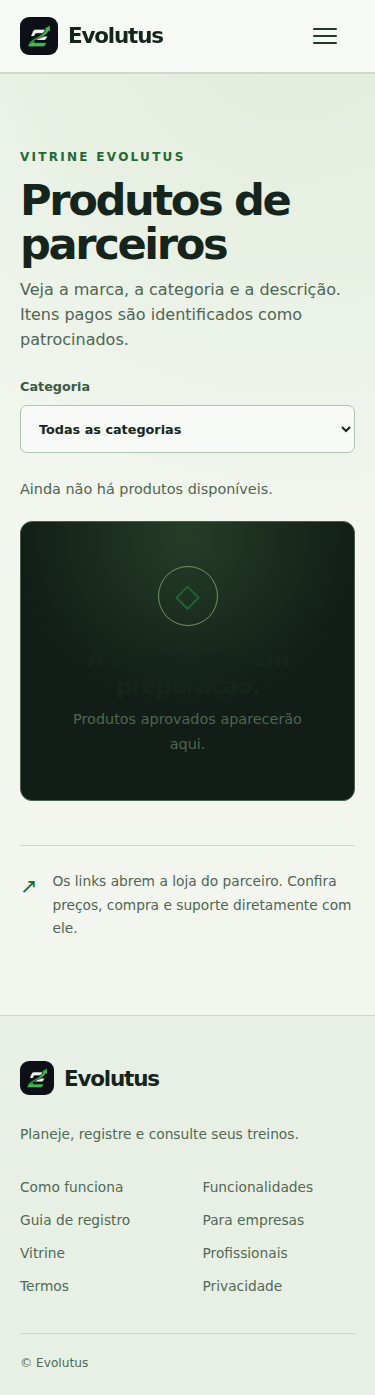 Evolutus
VITRINE EVOLUTUS
Produtos de
parceiros
Veja a marca, a categoria e a descrição.
Itens pagos são identificados como
patrocinados.
Categoria
Todas as categorias
Ainda não há produtos disponíveis.
A em
preparação.
Produtos aprovados aparecerão
aqui.
↗ Os links abrem a loja do parceiro. Confira
preços, compra e suporte diretamente com
ele.
Evolutus
Planeje, registre e consulte seus treinos.
Como funciona
Funcionalidades
Guia de registro
Para empresas
Vitrine
Profissionais
Termos
Privacidade
© Evolutus